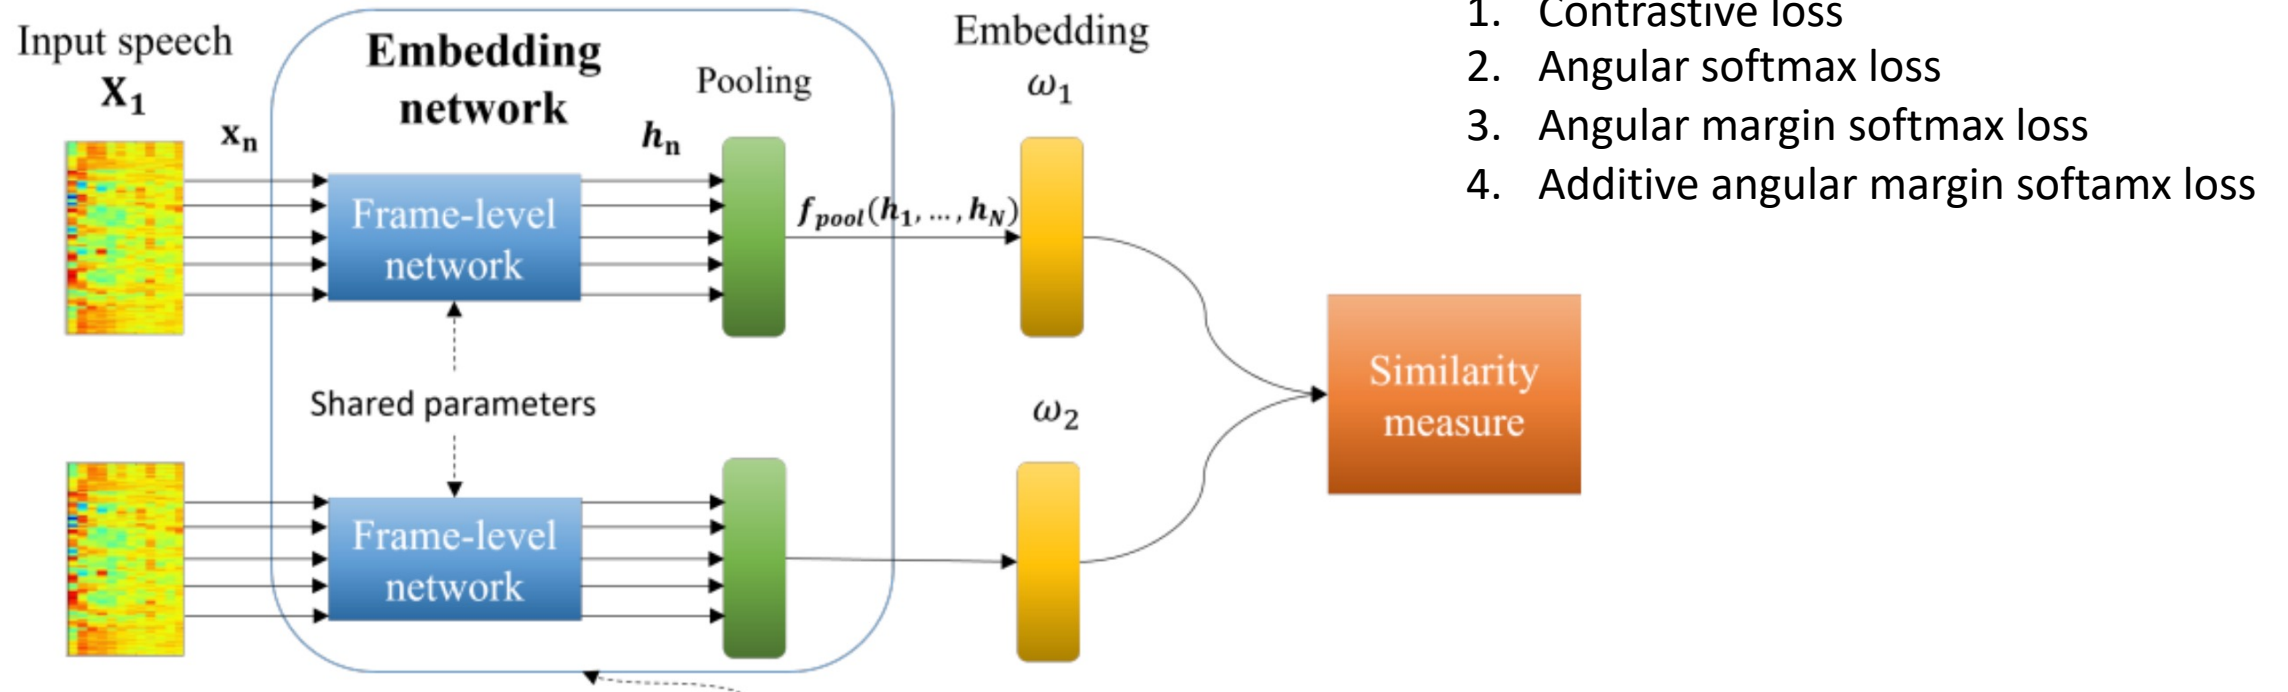 Input speech
X₁
xₙ
Embedding
network
hₙ
Pooling
Embedding
ω₁
f_pool(h₁, ..., h_N)
Frame-level
network
Shared parameters
Frame-level
network
ω₂
Similarity
measure
1. Contrastive loss
2. Angular softmax loss
3. Angular margin softmax loss
4. Additive angular margin softamx loss